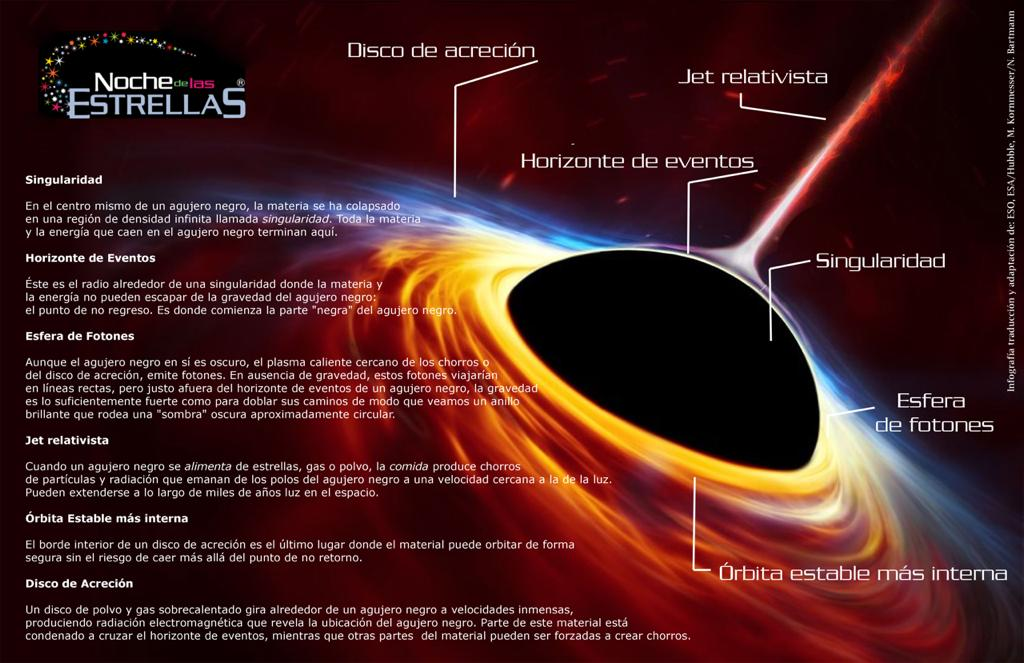 Noche de las
ESTRELLAS®
Disco de acreción
Jet relativista
Horizonte de eventos
Singularidad
Esfera
de fotones
Órbita estable más interna
Singularidad
En el centro mismo de un agujero negro, la materia se ha colapsado
en una región de densidad infinita llamada singularidad. Toda la materia
y la energía que caen en el agujero negro terminan aquí.
Horizonte de Eventos
Éste es el radio alrededor de una singularidad donde la materia y
la energía no pueden escapar de la gravedad del agujero negro:
el punto de no regreso. Es donde comienza la parte "negra" del agujero negro.
Esfera de Fotones
Aunque el agujero negro en sí es oscuro, el plasma caliente cercano de los chorros o
del disco de acreción, emite fotones. En ausencia de gravedad, estos fotones viajarían
en líneas rectas, pero justo afuera del horizonte de eventos de un agujero negro, la gravedad
es lo suficientemente fuerte como para doblar sus caminos de modo que veamos un anillo
brillante que rodea una "sombra" oscura aproximadamente circular.
Jet relativista
Cuando un agujero negro se alimenta de estrellas, gas o polvo, la comida produce chorros
de partículas y radiación que emanan de los polos del agujero negro a una velocidad cercana a la de la luz.
Pueden extenderse a lo largo de miles de años luz en el espacio.
Órbita Estable más interna
El borde interior de un disco de acreción es el último lugar donde el material puede orbitar de forma
segura sin el riesgo de caer más allá del punto de no retorno.
Disco de Acreción
Un disco de polvo y gas sobrecalentado gira alrededor de un agujero negro a velocidades inmensas,
produciendo radiación electromagnética que revela la ubicación del agujero negro. Parte de este material está
condenado a cruzar el horizonte de eventos, mientras que otras partes del material pueden ser forzadas a crear chorros.
Infografía traducción y adaptación de: ESO, ESA/Hubble, M. Kornmesser/N. Bartmann